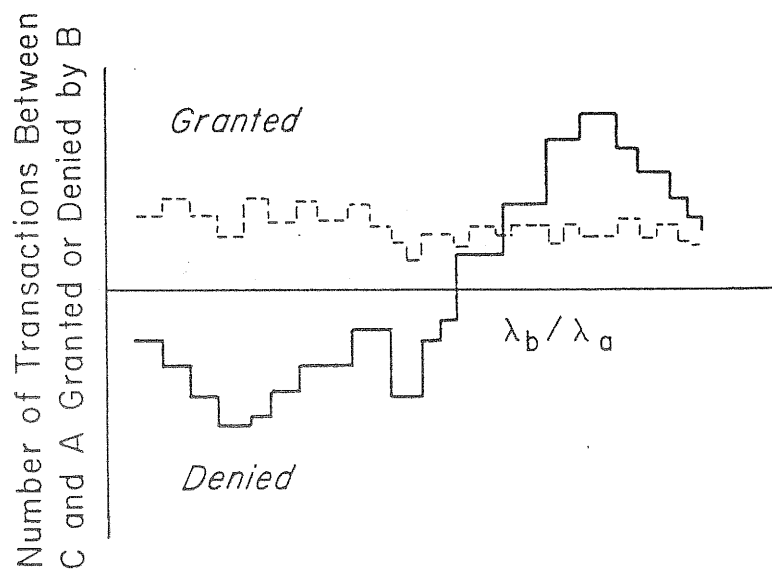 Number of Transactions Between
C and A Granted or Denied by B
Granted
λb/λa
Denied